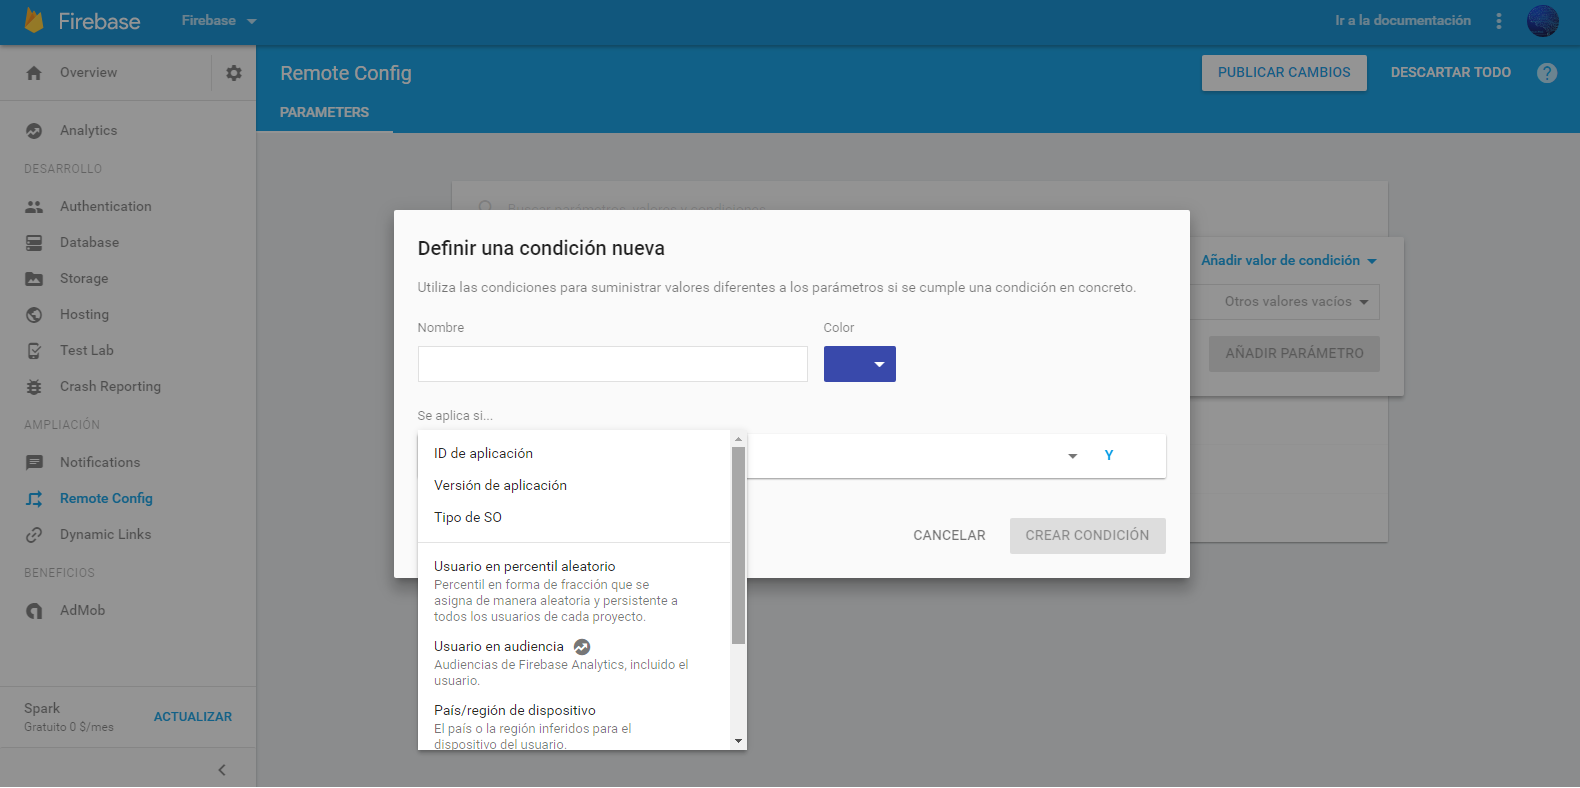 Firebase
Firebase
Ir a la documentación
Overview
Analytics
DESARROLLO
Authentication
Database
Storage
Hosting
Test Lab
Crash Reporting
AMPLIACIÓN
Notifications
Remote Config
Dynamic Links
BENEFICIOS
AdMob
Spark
Gratuito 0 $/mes
ACTUALIZAR
Remote Config
PUBLICAR CAMBIOS
DESCARTAR TODO
?
PARAMETERS
Buscar parámetros, valores y condiciones
Añadir valor de condición
Otros valores vacíos
AÑADIR PARÁMETRO
Definir una condición nueva
Utiliza las condiciones para suministrar valores diferentes a los parámetros si se cumple una condición en concreto.
Nombre
Color
Se aplica si...
Y
ID de aplicación
Versión de aplicación
Tipo de SO
Usuario en percentil aleatorio
Percentil en forma de fracción que se
asigna de manera aleatoria y persistente a
todos los usuarios de cada proyecto.
Usuario en audiencia
Audiencias de Firebase Analytics, incluido el
usuario.
País/región de dispositivo
El país o la región inferidos para el
dispositivo del usuario.
CANCELAR
CREAR CONDICIÓN